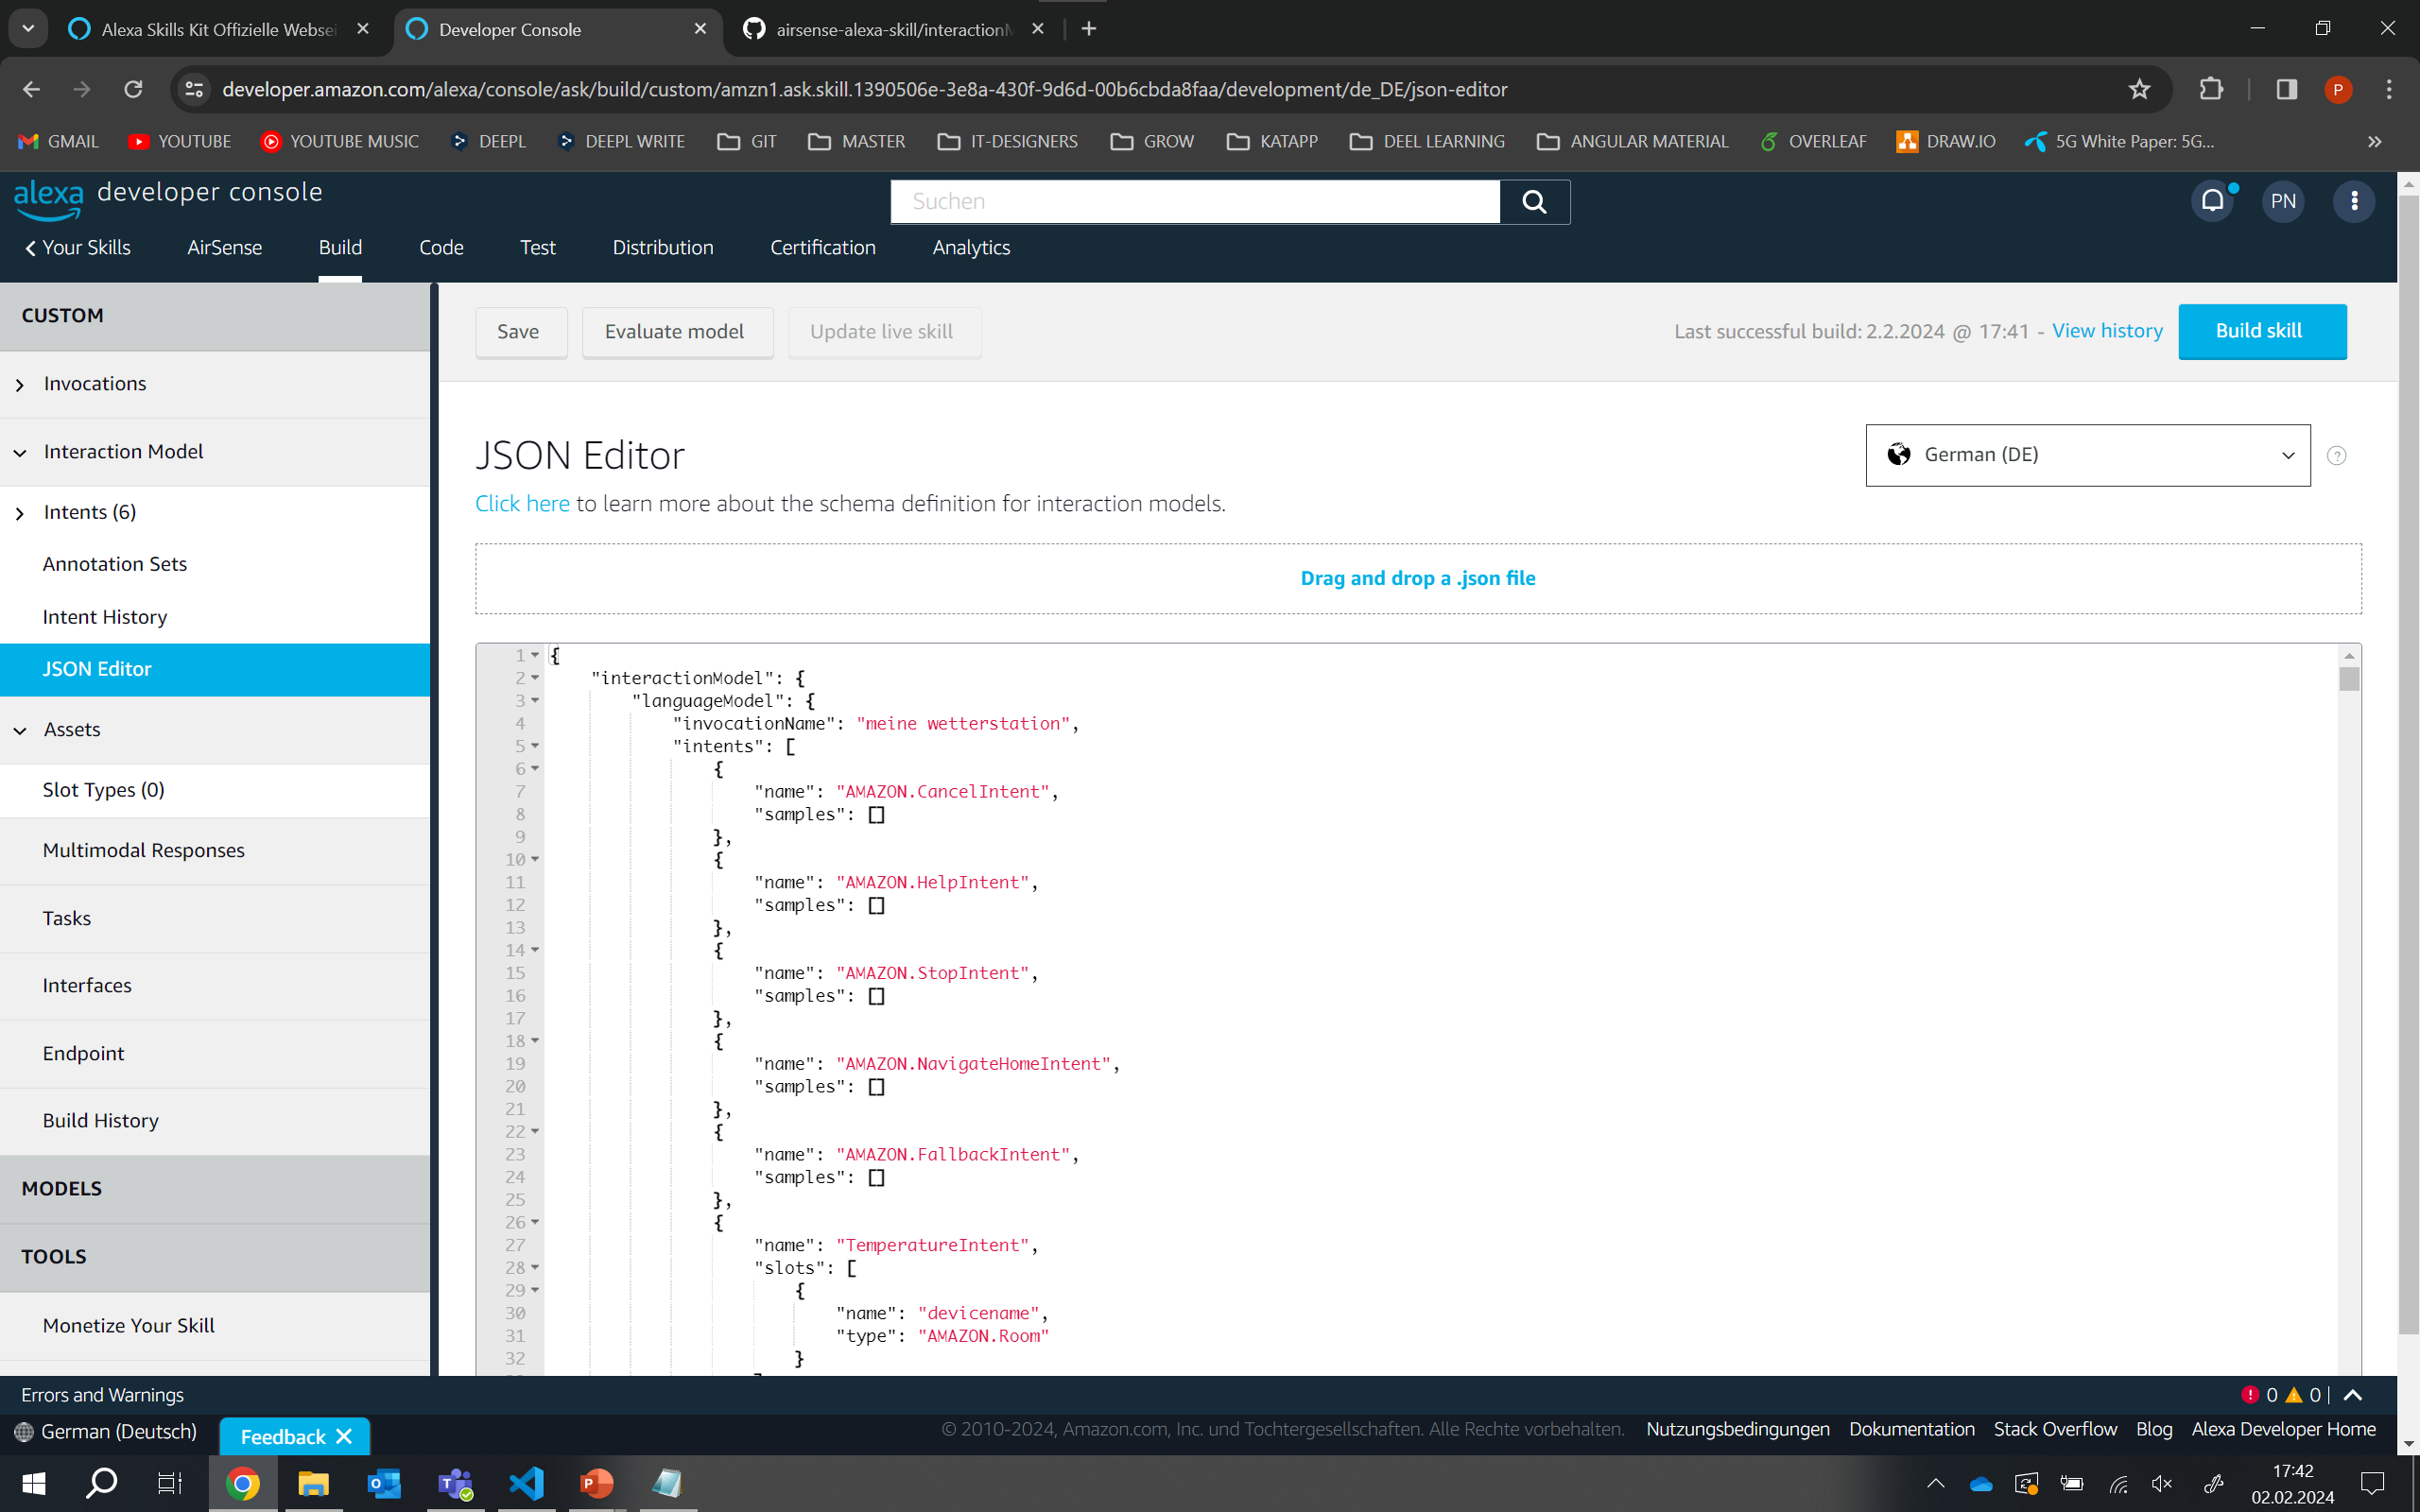 Alexa Skills Kit Offizielle Websei
Developer Console
airsense-alexa-skill/interactionM
developer.amazon.com/alexa/console/ask/build/custom/amzn1.ask.skill.1390506e-3e8a-430f-9d6d-00b6cbda8faa/development/de_DE/json-editor
P
GMAIL
YOUTUBE
YOUTUBE MUSIC
DEEPL
DEEPL WRITE
GIT
MASTER
IT-DESIGNERS
GROW
KATAPP
DEEL LEARNING
ANGULAR MATERIAL
OVERLEAF
DRAW.IO
5G White Paper: 5G...
alexa developer console
Suchen
PN
Your Skills
AirSense
Build
Code
Test
Distribution
Certification
Analytics
CUSTOM
Invocations
Interaction Model
Intents (6)
Annotation Sets
Intent History
JSON Editor
Assets
Slot Types (0)
Multimodal Responses
Tasks
Interfaces
Endpoint
Build History
MODELS
TOOLS
Monetize Your Skill
Save
Evaluate model
Update live skill
Last successful build: 2.2.2024 @ 17:41 - View history
Build skill
JSON Editor
German (DE)
?
Click here to learn more about the schema definition for interaction models.
Drag and drop a .json file
1 {
2 "interactionModel": {
3 "languageModel": {
4 "invocationName": "meine wetterstation",
5 "intents": [
6 {
7 "name": "AMAZON.CancelIntent",
8 "samples": []
9 },
10 {
11 "name": "AMAZON.HelpIntent",
12 "samples": []
13 },
14 {
15 "name": "AMAZON.StopIntent",
16 "samples": []
17 },
18 {
19 "name": "AMAZON.NavigateHomeIntent",
20 "samples": []
21 },
22 {
23 "name": "AMAZON.FallbackIntent",
24 "samples": []
25 },
26 {
27 "name": "TemperatureIntent",
28 "slots": [
29 {
30 "name": "devicename",
31 "type": "AMAZON.Room"
32 }
Errors and Warnings
0
0
German (Deutsch)
Feedback
© 2010-2024, Amazon.com, Inc. und Tochtergesellschaften. Alle Rechte vorbehalten.
Nutzungsbedingungen
Dokumentation
Stack Overflow
Blog
Alexa Developer Home
17:42
02.02.2024